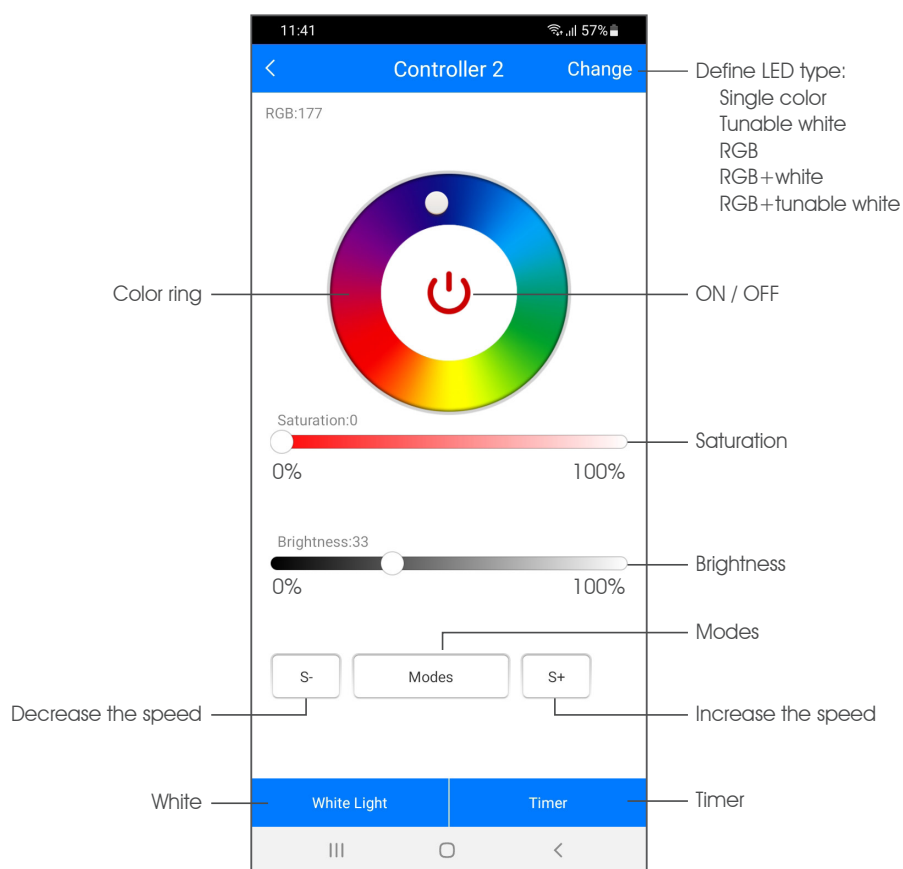 11:41
57%
Controller 2
Change
Define LED type:
Single color
Tunable white
RGB
RGB+white
RGB+tunable white
RGB:177
Color ring
ON / OFF
Saturation:0
Saturation
0%
100%
Brightness:33
Brightness
0%
100%
Modes
S-
Modes
S+
Decrease the speed
Increase the speed
White
White Light
Timer
Timer